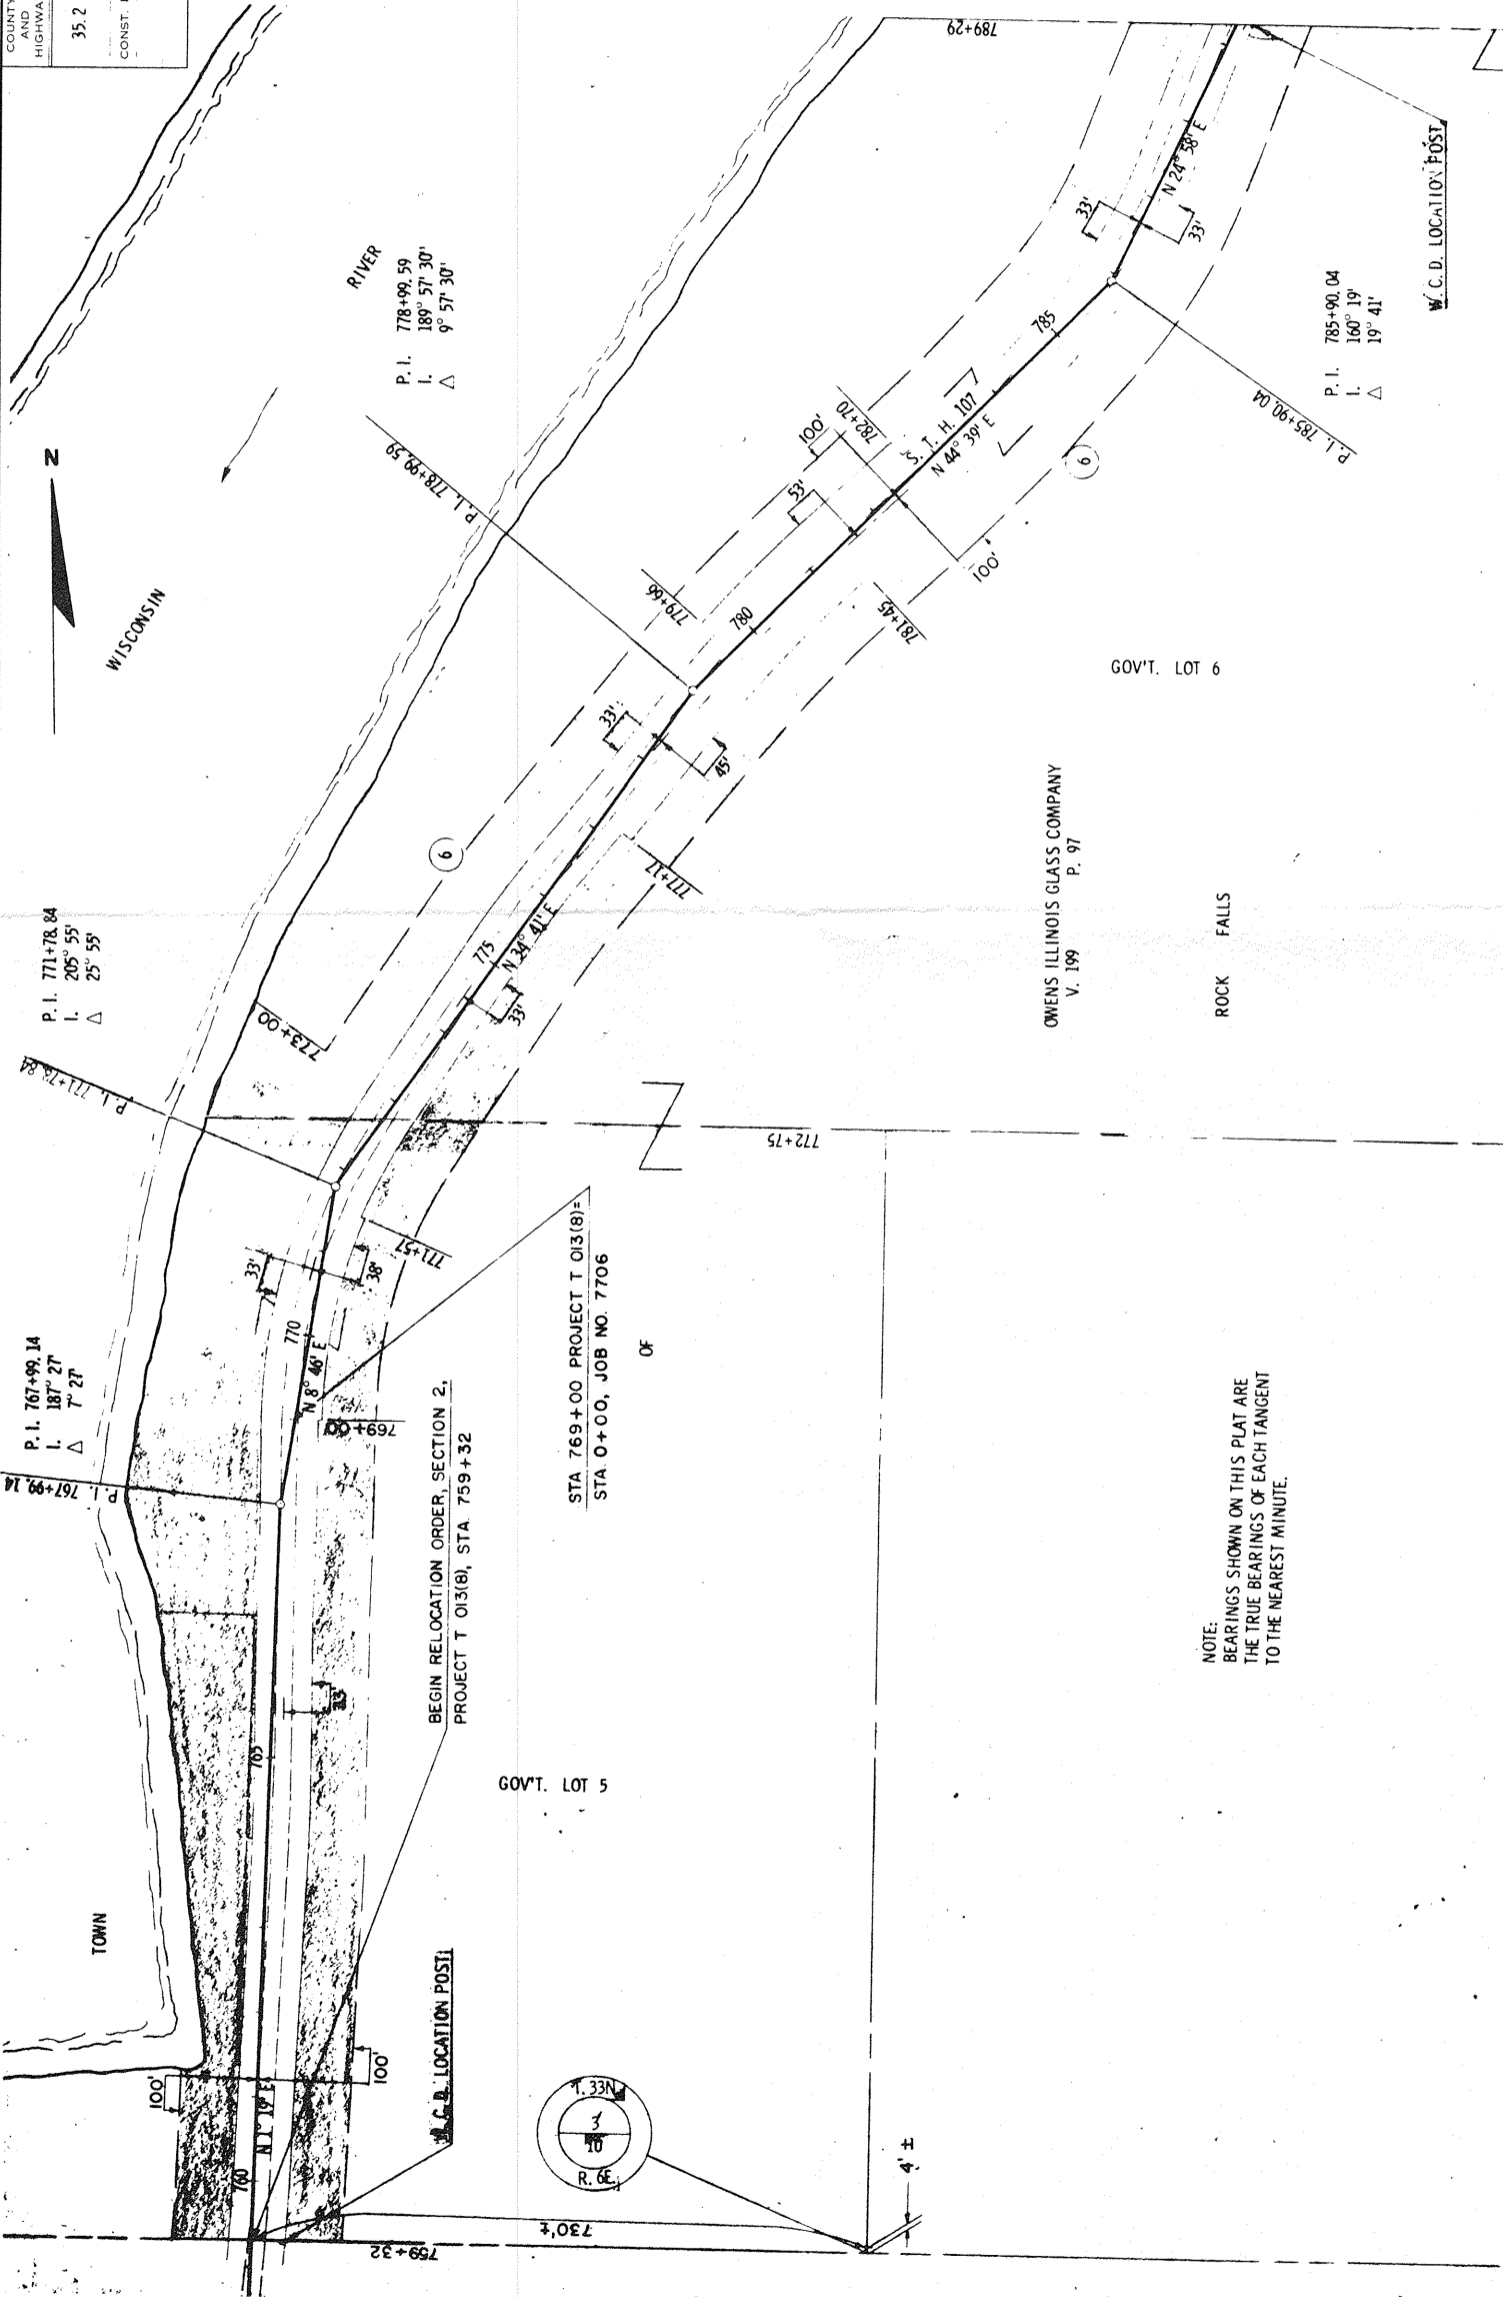 COUNTY
AND
HIGHWA
35.2
CONST.
789+29
RIVER
P. I. 778+99.59
I. 189° 57' 30"
△ 9° 57' 30"
N
WISCONSIN
P. I. 778+99.59
33'
N 24° 58' E
33'
W. C. D. LOCATION POST
P. I. 785+90.04
I. 160° 19'
△ 19° 41'
785
P. I. 785+90.04
782+70
100'
S. T. H. 107
N 44° 39' E
53'
6
100'
779+66
780
781+45
GOV'T. LOT 6
33'
45'
6
777+17
OWENS ILLINOIS GLASS COMPANY
V. 199 P. 97
ROCK FALLS
P. I. 771+78.84
I. 205° 55'
△ 25° 55'
775
N 34° 41' E
33'
773+00
P. I. 771+78.84
772+75
771+57
33'
38'
770
N 8° 46' E
769+00
STA 769+00 PROJECT T 013(8)=
STA. 0+00, JOB NO. 7706
OF
P. I. 767+99.14
I. 187° 27'
△ 7° 27'
P. I. 767+99.14
BEGIN RELOCATION ORDER, SECTION 2,
PROJECT T 013(8), STA. 759+32
NOTE:
BEARINGS SHOWN ON THIS PLAT ARE
THE TRUE BEARINGS OF EACH TANGENT
TO THE NEAREST MINUTE.
33'
765
GOV'T. LOT 5
TOWN
W. C. D. LOCATION POST
100'
100'
N 1° 19' E
760
T. 33N.
3
10
R. 6E.
4' ±
730'±
759+32